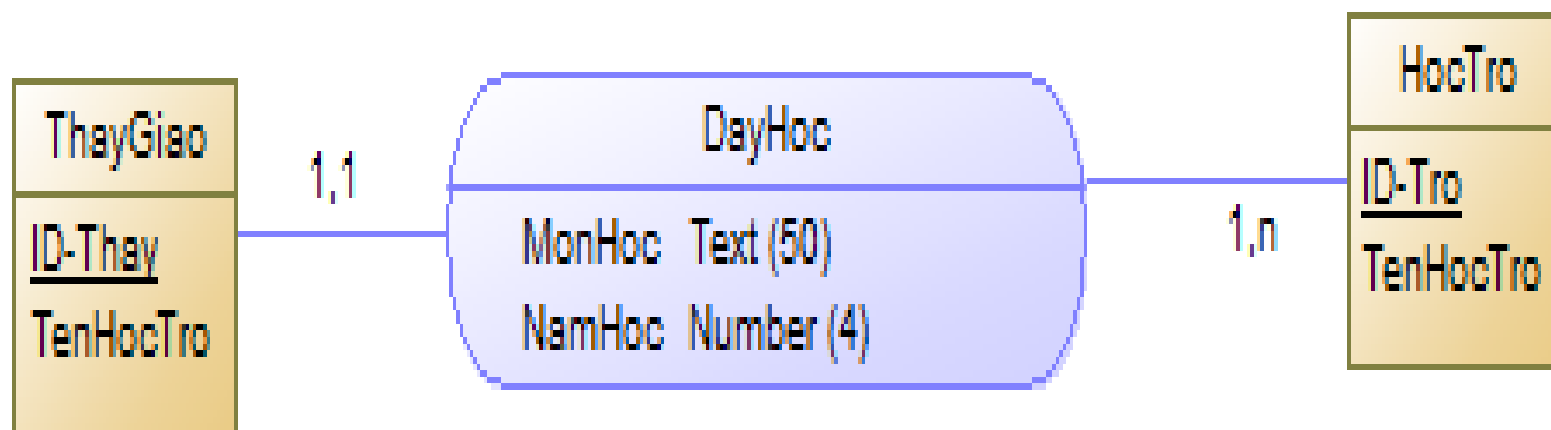 ThayGiao
ID-Thay
TenHocTro
1,1
DayHoc
MonHoc Text (50)
NamHoc Number (4)
1,n
HocTro
ID-Tro
TenHocTro